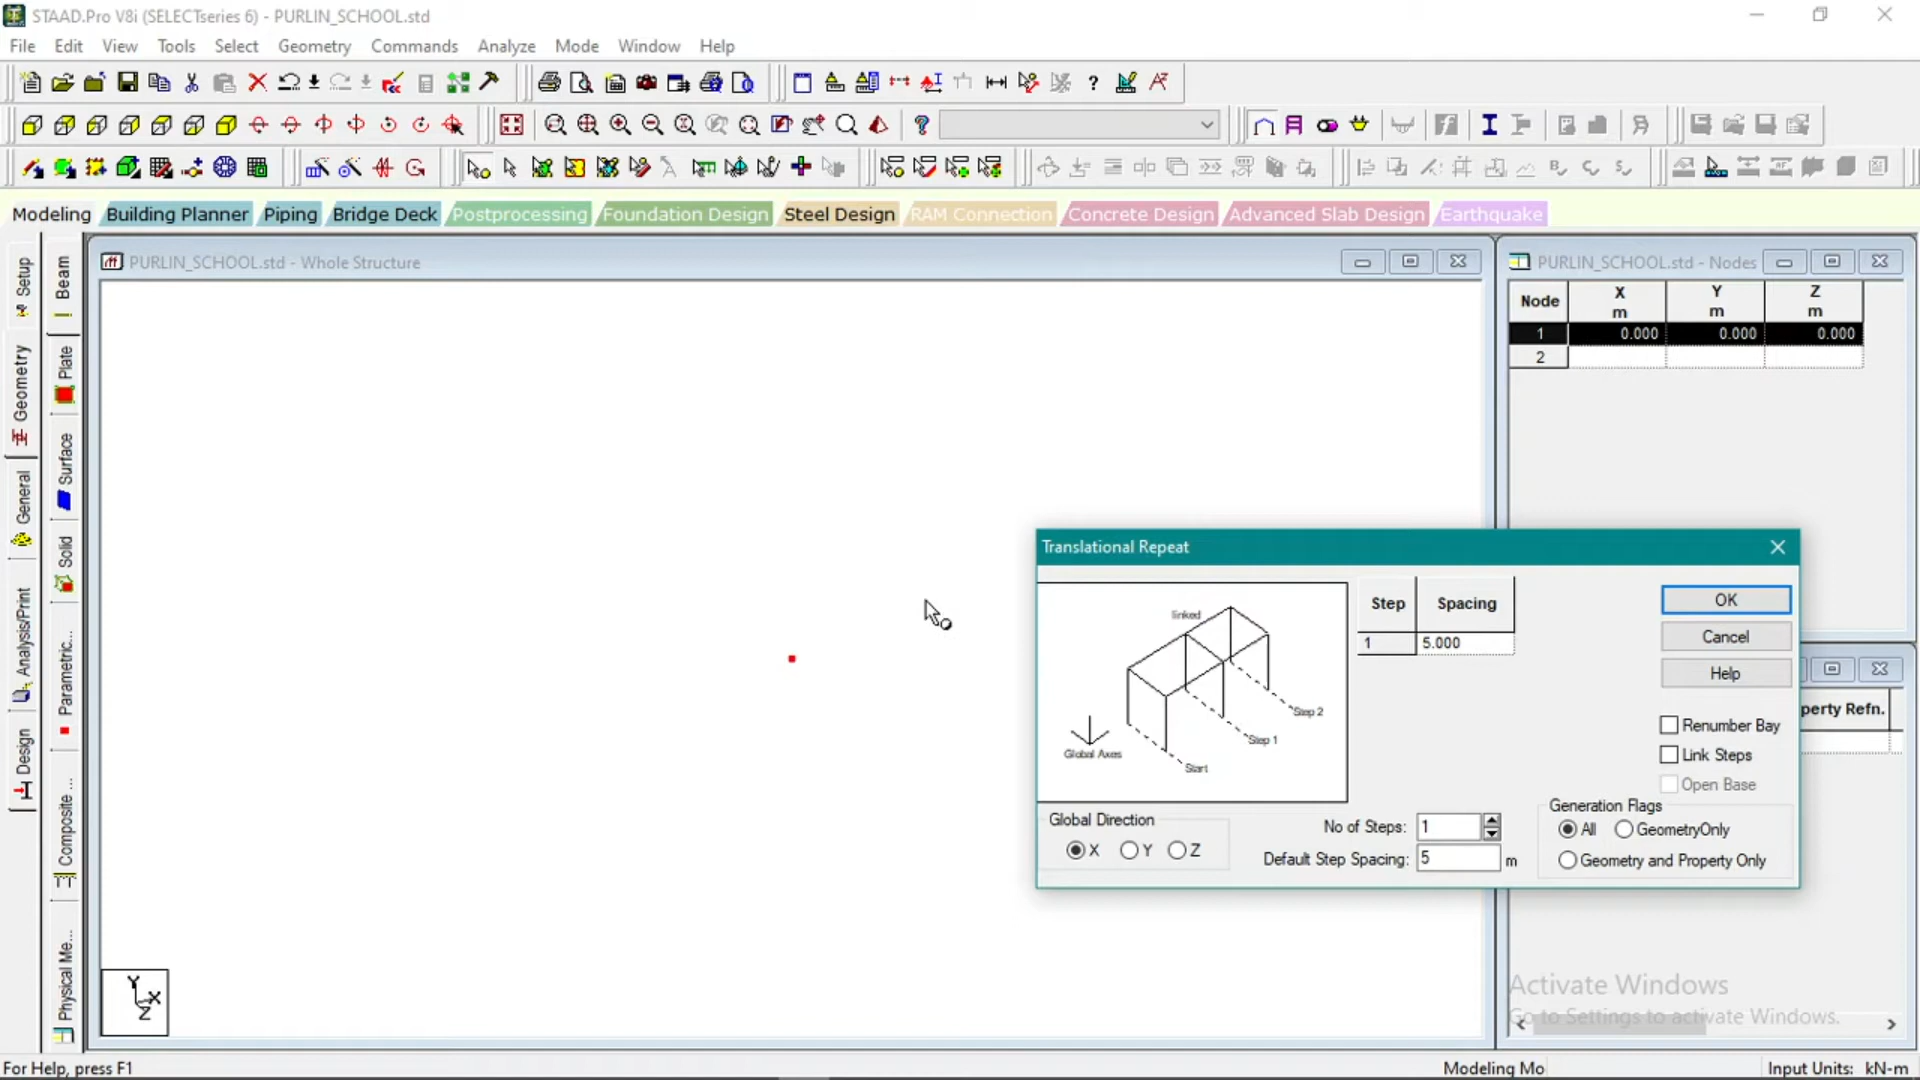 STAAD.Pro V8i (SELECTseries 6) - PURLIN_SCHOOL.std
File Edit View Tools Select Geometry Commands Analyze Mode Window Help
Modeling Building Planner Piping Bridge Deck Postprocessing Foundation Design Steel Design RAM Connection Concrete Design Advanced Slab Design Earthquake
Setup
Geometry
General
Analysis/Print
Design
Beam
Plate
Surface
Solid
Parametric...
Composite ...
Physical Me...
PURLIN_SCHOOL.std - Whole Structure
Y
X
Z
PURLIN_SCHOOL.std - Nodes
Node X Y Z
m m m
1 0.000 0.000 0.000
2
Translational Repeat
linked
Step 2
Step 1
Start
Global Axes
Step Spacing
1 5.000
OK
Cancel
Help
Renumber Bay
Link Steps
Open Base
Global Direction
X Y Z
No of Steps: 1
Default Step Spacing: 5 m
Generation Flags
All GeometryOnly
Geometry and Property Only
perty Refn.
Activate Windows
Go to Settings to activate Windows.
For Help, press F1
Modeling Mo
Input Units: kN-m